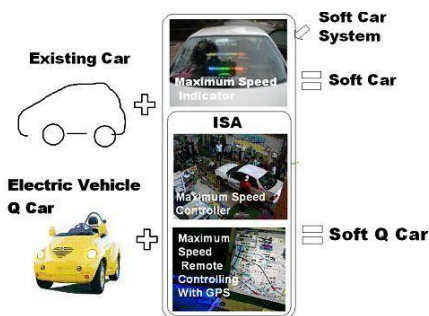 Soft Car
System
Existing Car
Maximum Speed
Indicator
Soft Car
ISA
Maximum Speed
Controller
Electric Vehicle
Q Car
Maximum
Speed
Remote
Controlling
With GPS
Soft Q Car